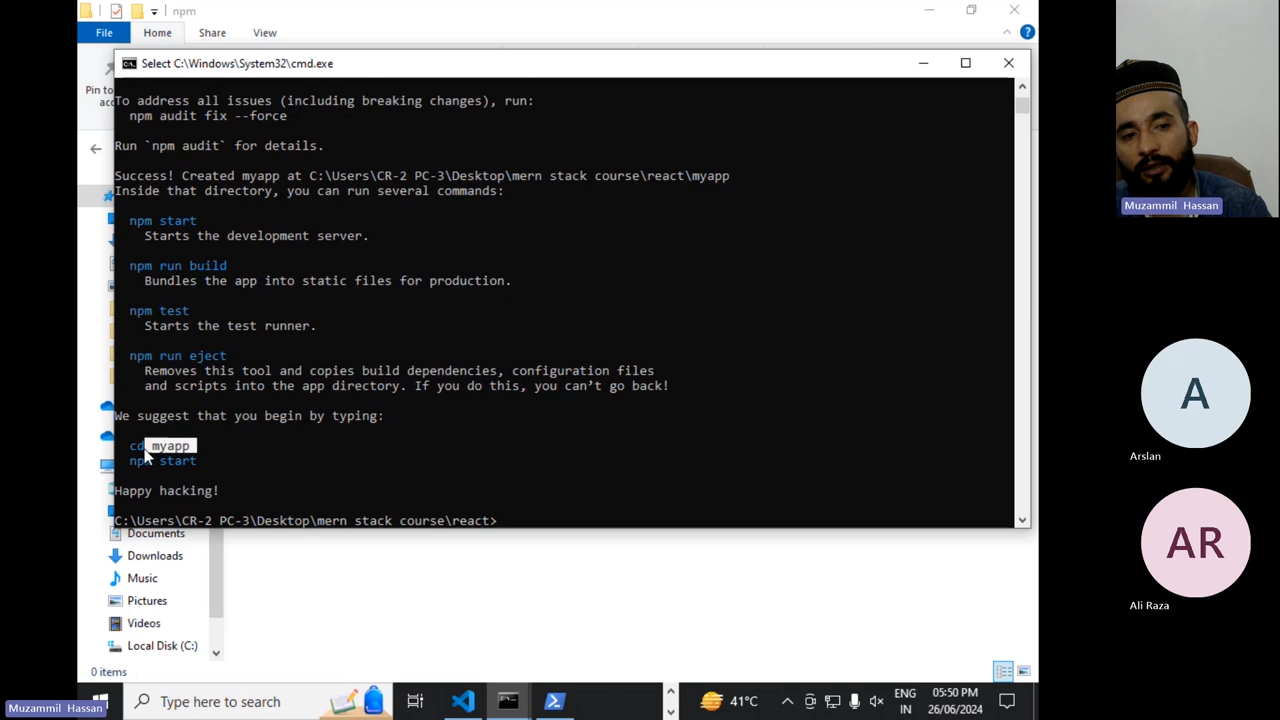 npm
File
Home
Share
View
Pin to
acc
Select C:\Windows\System32\cmd.exe
To address all issues (including breaking changes), run:
npm audit fix --force
Run `npm audit` for details.
Success! Created myapp at C:\Users\CR-2 PC-3\Desktop\mern stack course\react\myapp
Inside that directory, you can run several commands:
npm start
Starts the development server.
npm run build
Bundles the app into static files for production.
npm test
Starts the test runner.
npm run eject
Removes this tool and copies build dependencies, configuration files
and scripts into the app directory. If you do this, you can’t go back!
We suggest that you begin by typing:
cd myapp
npm start
Happy hacking!
C:\Users\CR-2 PC-3\Desktop\mern stack course\react>
Documents
Downloads
Music
Pictures
Videos
Local Disk (C:)
0 items
Type here to search
41°C
ENG
IN
05:50 PM
26/06/2024
Muzammil Hassan
Muzammil Hassan
A
Arslan
AR
Ali Raza